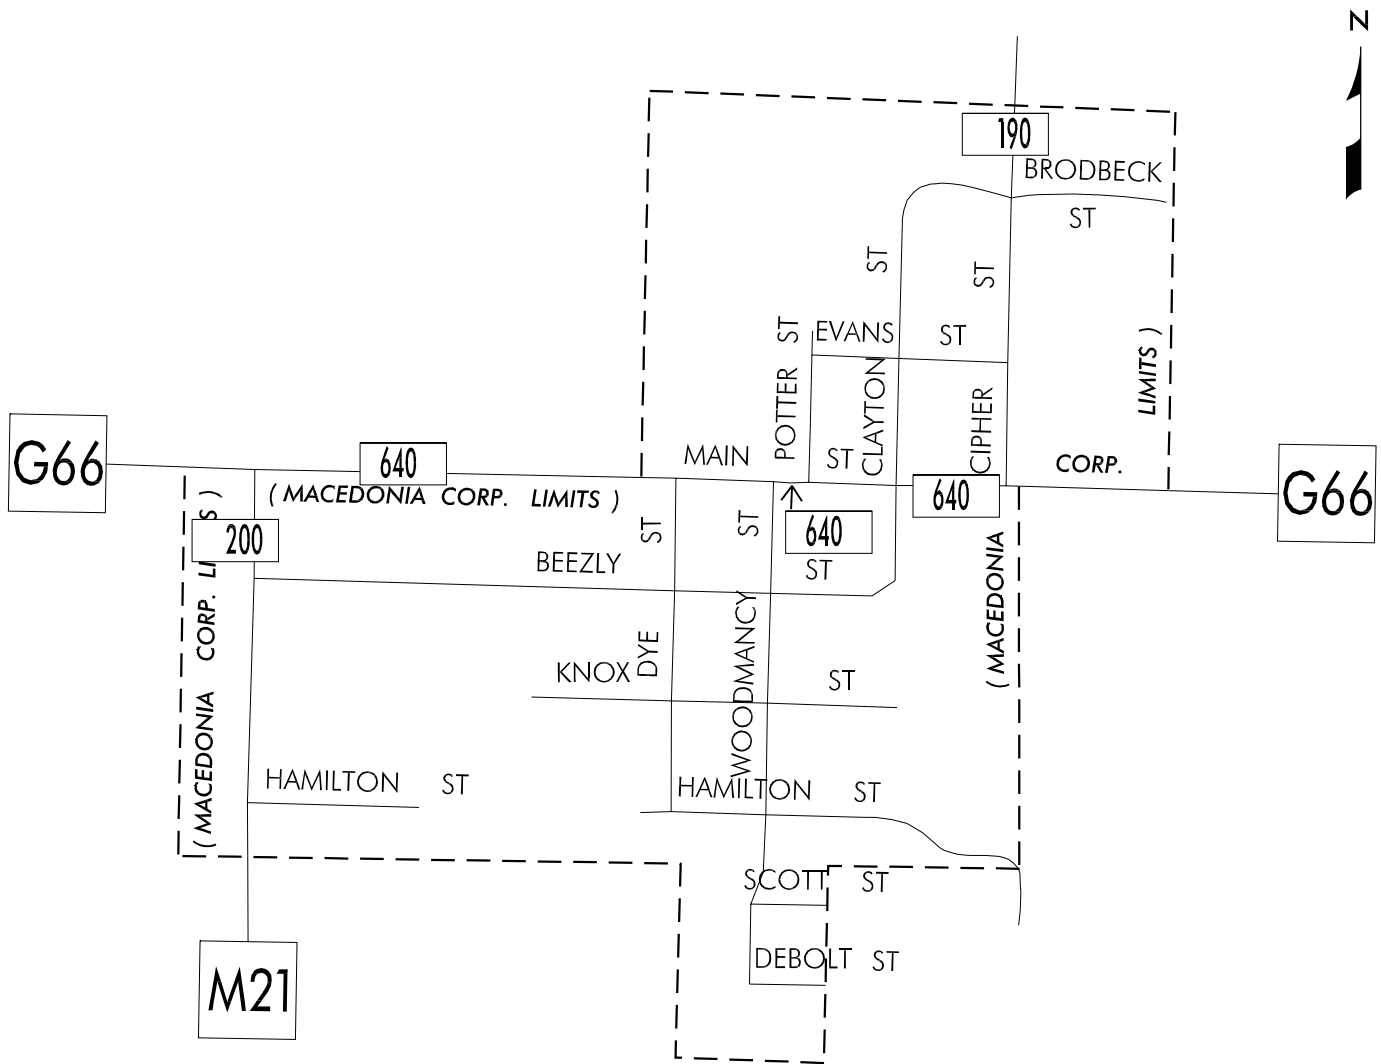 N
190
BRODBECK
ST
ST
ST
POTTER ST
EVANS ST
LIMITS )
CLAYTON
CIPHER
G66
640
MAIN ST
CORP.
G66
( MACEDONIA CORP. LIMITS )
640
640
200
ST
ST
BEEZLY ST
( MACEDONIA
( MACEDONIA CORP. LIMITS )
DYE
WOODMANCY
KNOX ST
HAMILTON ST
HAMILTON ST
SCOTT ST
DEBOLT ST
M21